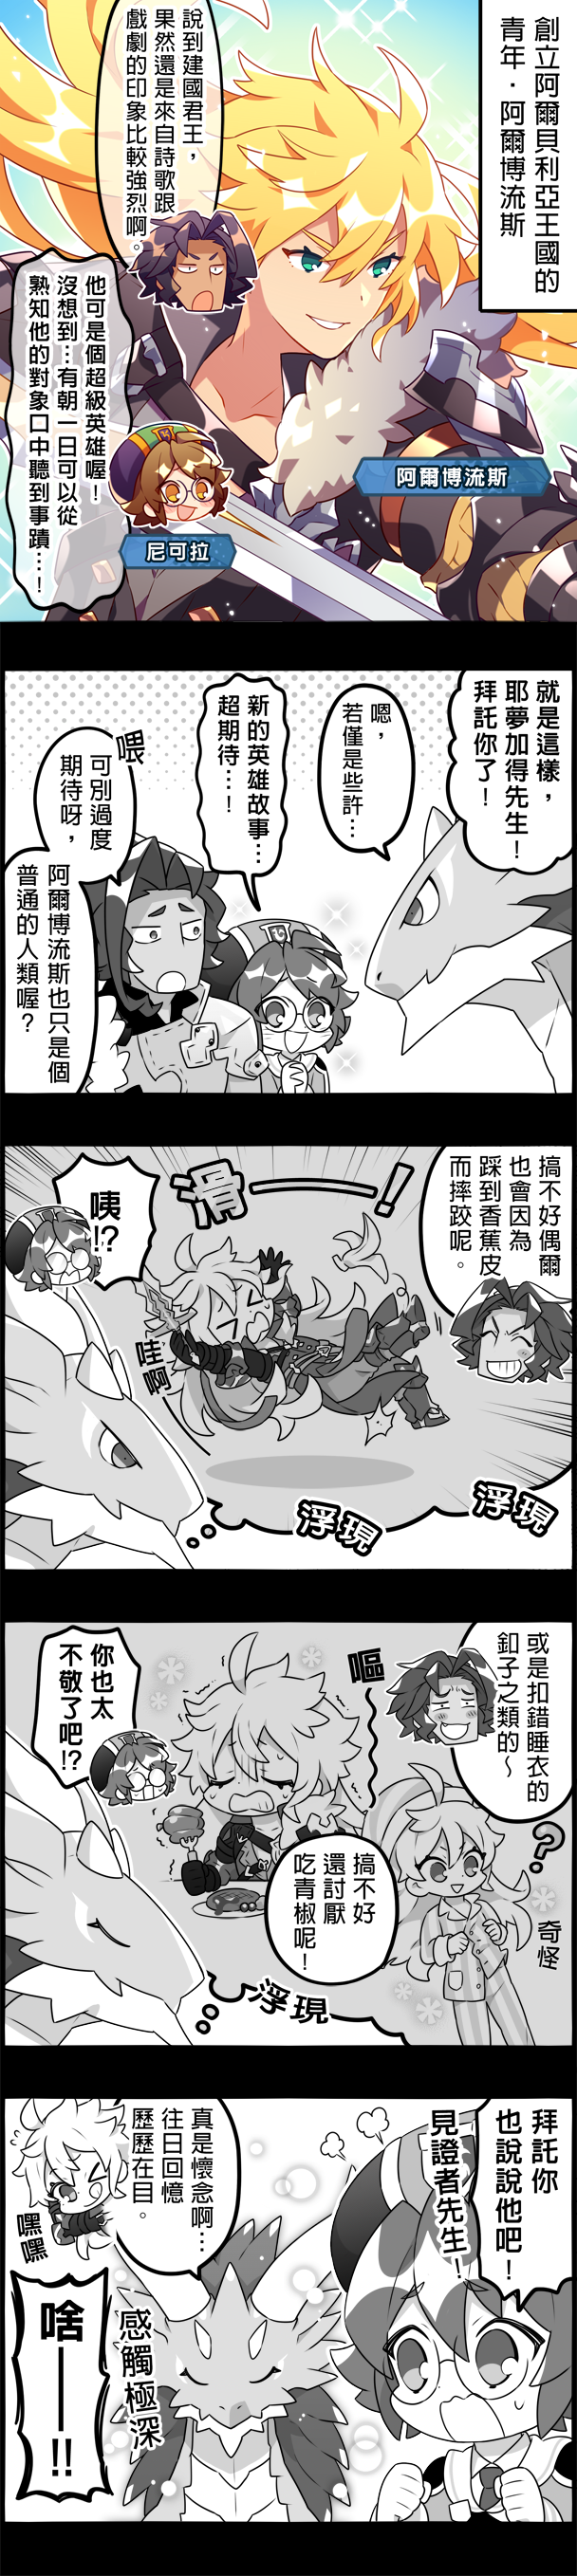 創立阿爾貝利亞王國的
青年．阿爾博流斯
說到建國君王，
果然還是來自詩歌跟
戲劇的印象比較強烈啊。
阿爾博流斯
他可是個超級英雄喔！
沒想到…有朝一日可以從
熟知他的對象口中聽到事蹟…！
尼可拉
就是這樣，
耶夢加得先生！
拜託你了！
嗯，
若僅是些許…
新的英雄故事…
超期待…！
喂
可別過度
期待呀，
阿爾博流斯也只是個
普通的人類喔？
搞不好偶爾
也會因為
踩到香蕉皮
而摔跤呢。
滑──！
咦!?
哇啊
浮現
浮現
或是扣錯睡衣的
釦子之類的～
嘔
你也太
不敬了吧!?
搞不好
還討厭
吃青椒呢！
?
奇怪
浮現
拜託你
也說說他吧！
見證者先生！
真是懷念啊…
往日回憶
歷歷在目。
嘿嘿
感觸極深
啥──!!